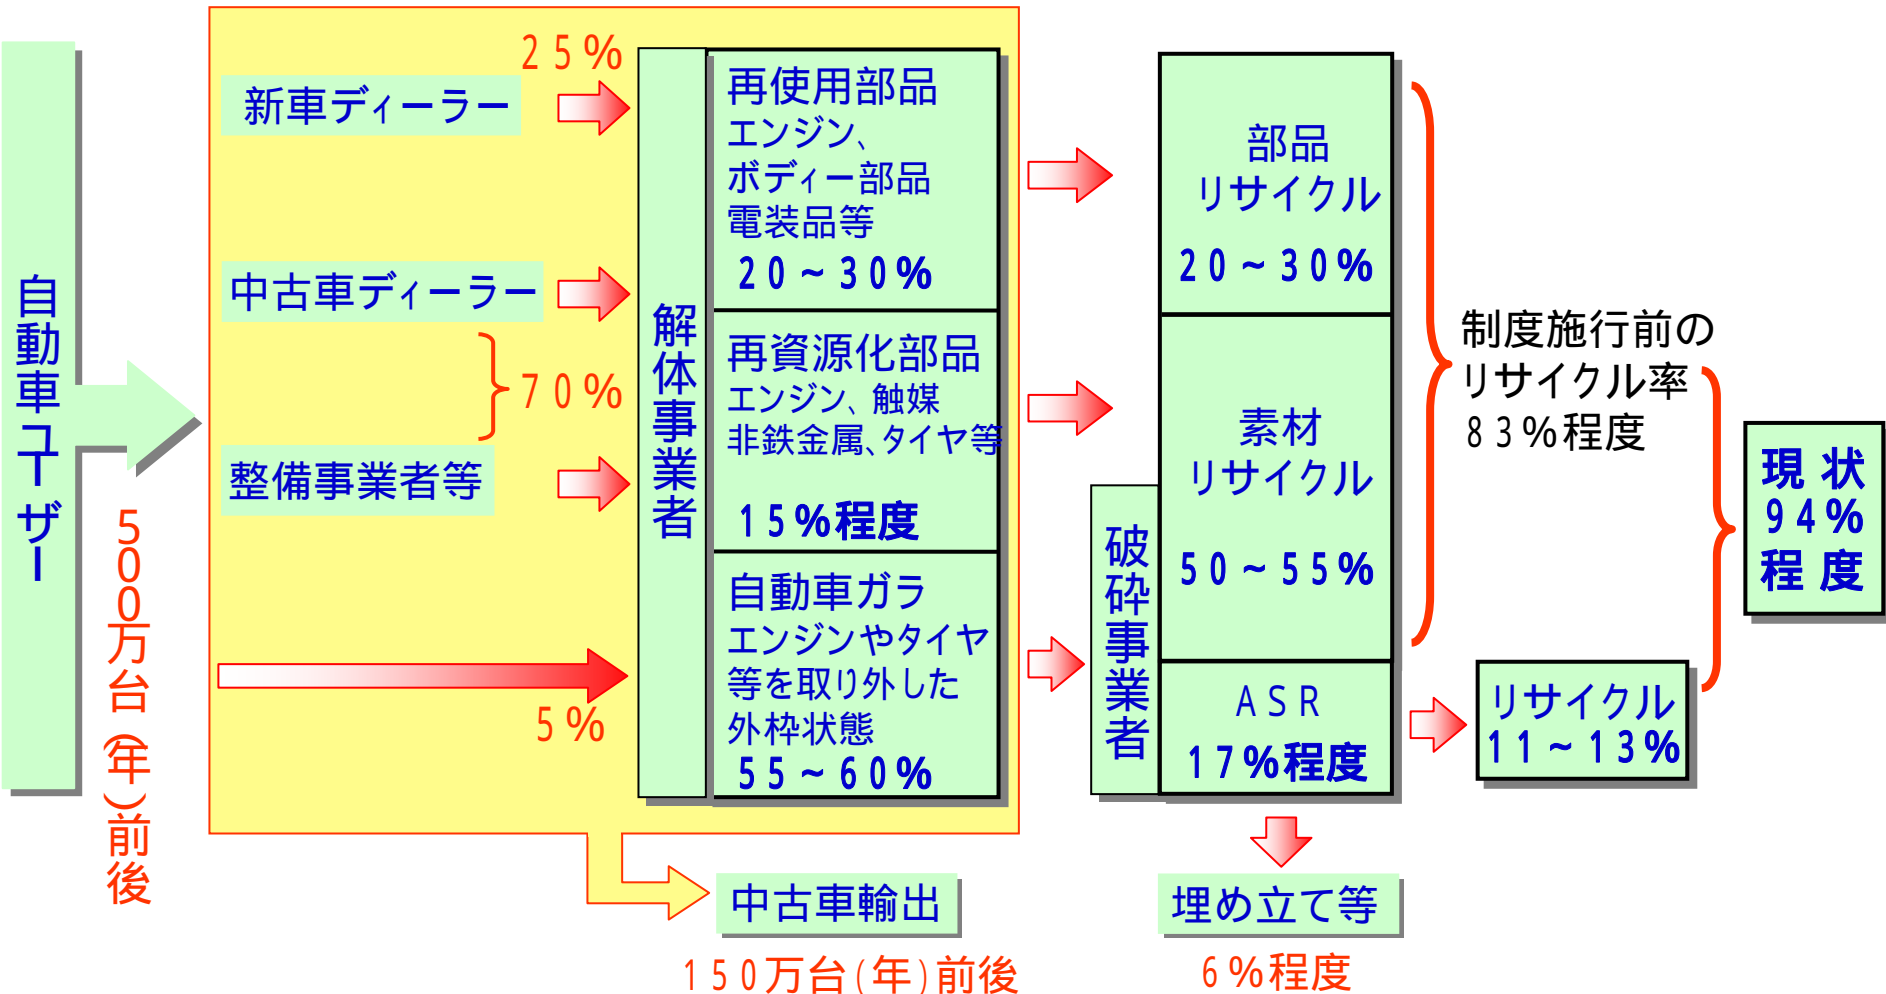 自動車ユーザー
500万台(年)前後
新車ディーラー
25%
中古車ディーラー
70%
整備事業者等
5%
解体事業者
再使用部品
エンジン、
ボディー部品
電装品等
20~30%
再資源化部品
エンジン、触媒
非鉄金属、タイヤ等
15%程度
自動車ガラ
エンジンやタイヤ
等を取り外した
外枠状態
55~60%
中古車輸出
150万台(年)前後
破砕事業者
部品
リサイクル
20~30%
素材
リサイクル
50~55%
ASR
17%程度
埋め立て等
6%程度
制度施行前の
リサイクル率
83%程度
リサイクル
11~13%
現状
94%
程度